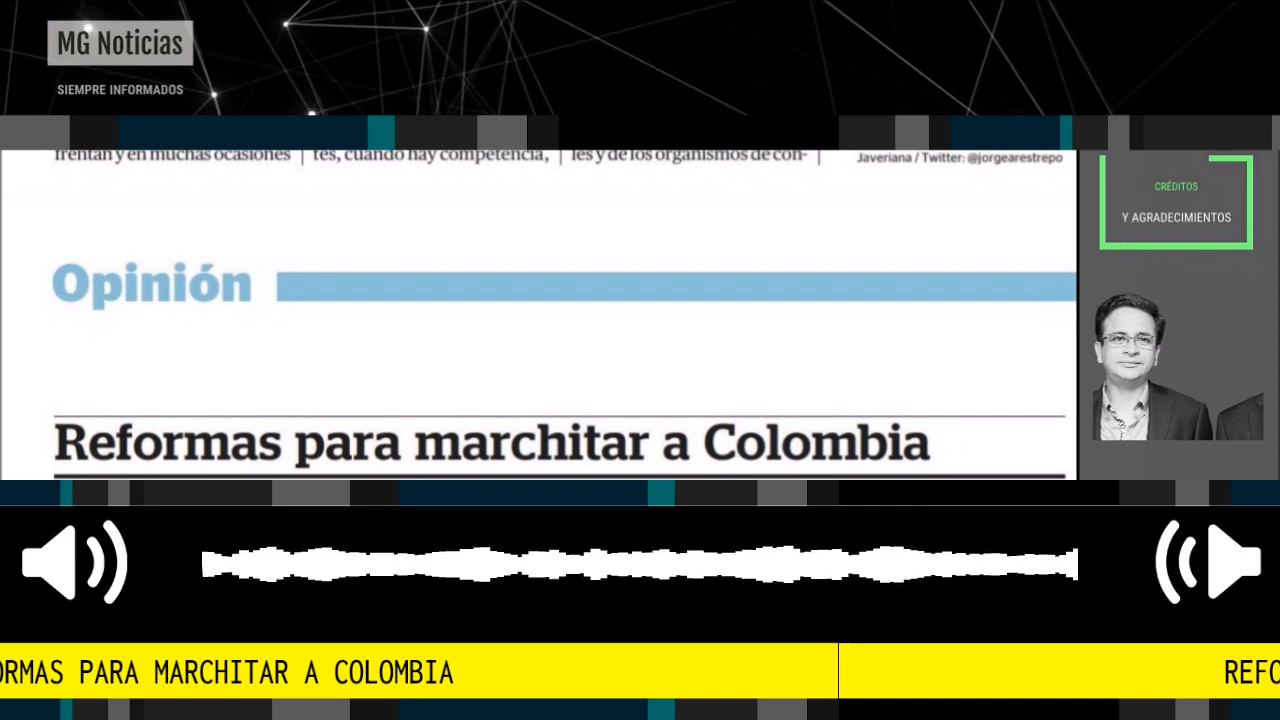 MG Noticias
SIEMPRE INFORMADOS
frentan y en muchas ocasiones
tes, cuando hay competencia,
les y de los organismos de con-
Javeriana / Twitter: @jorgearestrepo
CRÉDITOS
Y AGRADECIMIENTOS
Opinión
Reformas para marchitar a Colombia
ORMAS PARA MARCHITAR A COLOMBIA
REFO